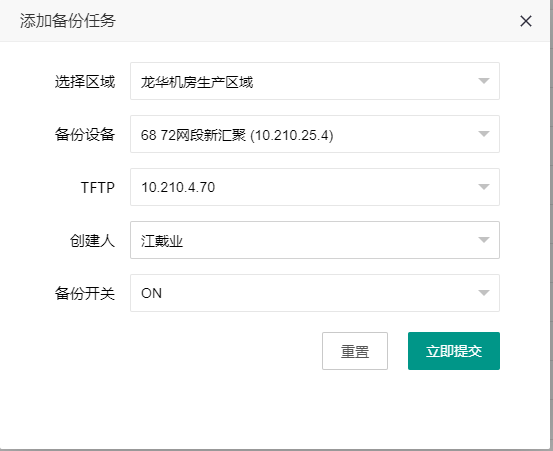 添加备份任务
选择区域 龙华机房生产区域
备份设备 68 72网段新汇聚 (10.210.25.4)
TFTP 10.210.4.70
创建人 江戴业
备份开关 ON
重置 立即提交